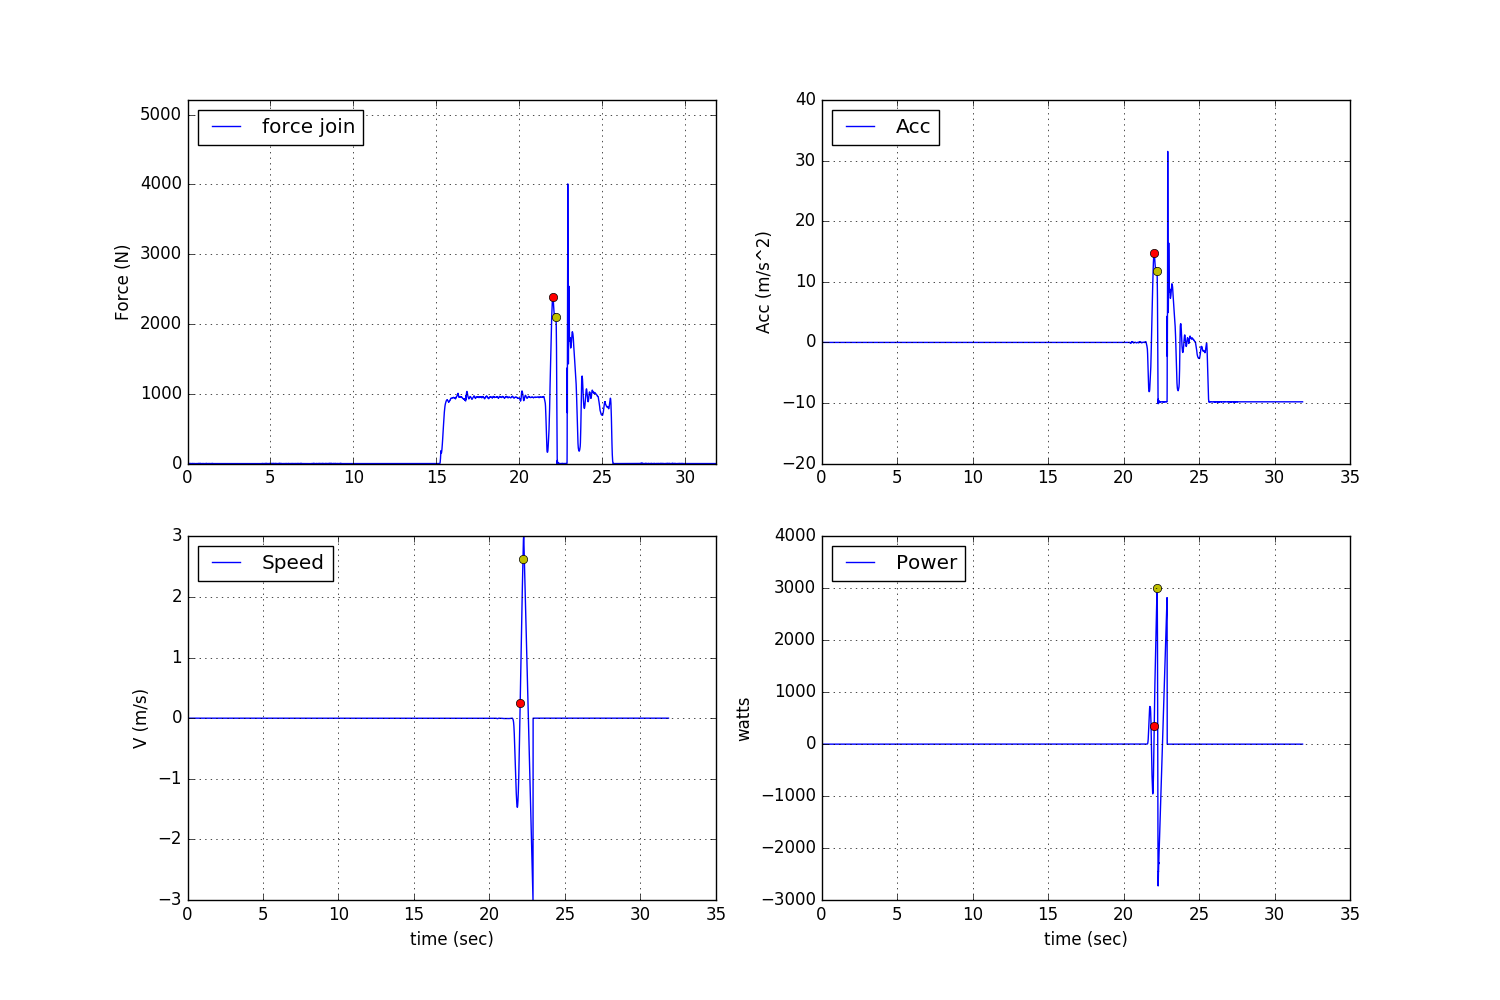 force join
Force (N)
5000
4000
3000
2000
1000
0
0 5 10 15 20 25 30
Acc
Acc (m/s^2)
40
30
20
10
0
−10
−20
0 5 10 15 20 25 30 35
Speed
V (m/s)
3
2
1
0
−1
−2
−3
0 5 10 15 20 25 30 35
time (sec)
Power
watts
4000
3000
2000
1000
0
−1000
−2000
−3000
0 5 10 15 20 25 30 35
time (sec)